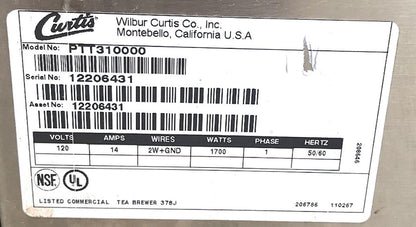 Curtis
Wilbur Curtis Co., Inc.
Montebello, California U.S.A
Model No: PTT310000
Serial No: 12206431
Asset No: 12206431
VOLTS AMPS WIRES WATTS PHASE HERTZ
120 14 2W+GND 1700 1 50/60
208646
NSF UL
LISTED COMMERCIAL TEA BREWER 378J 206786 110267